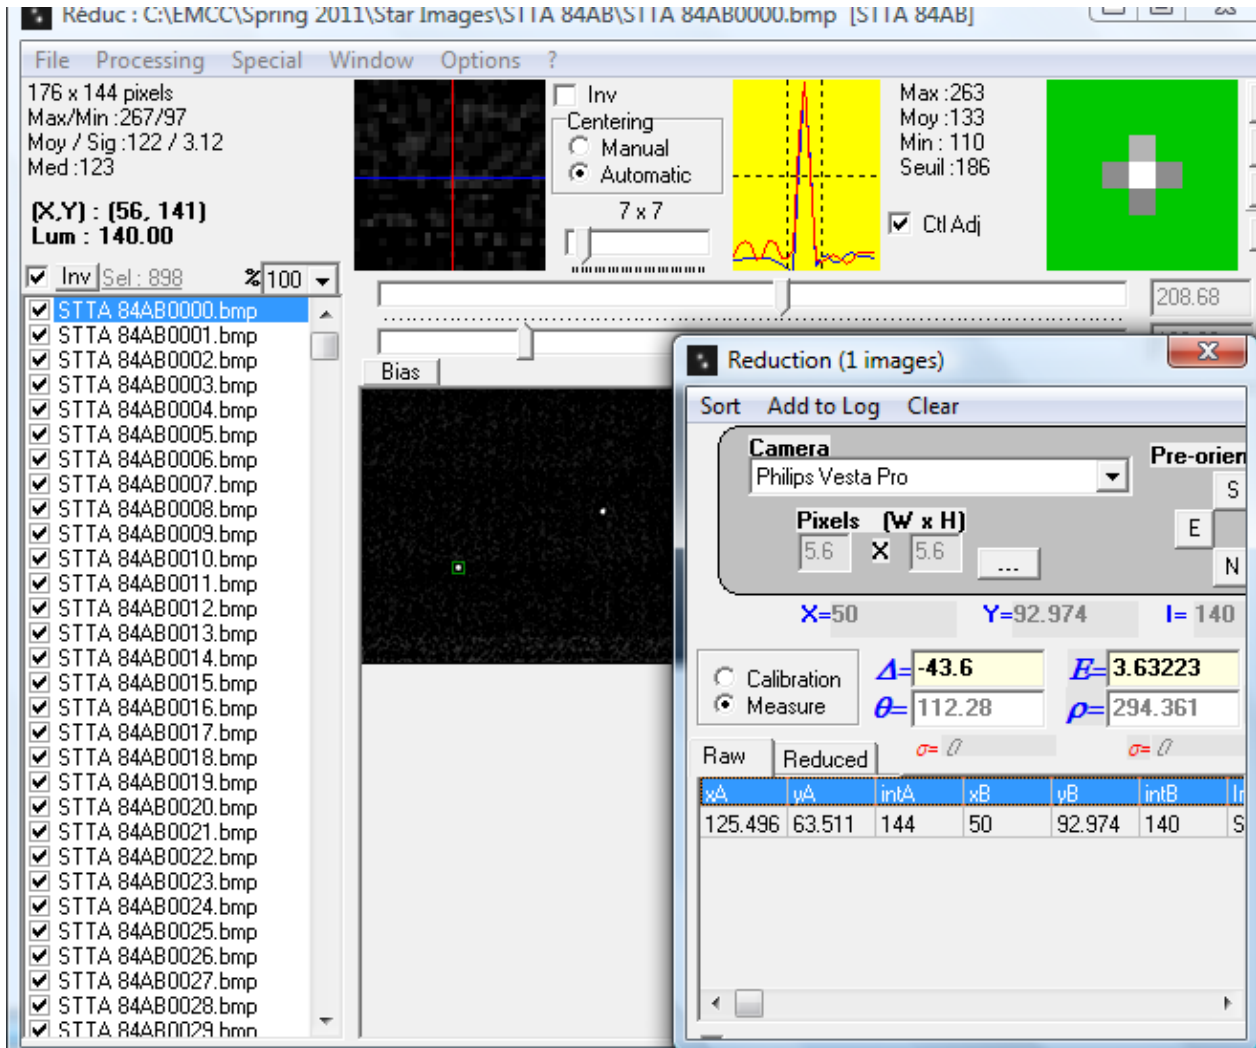 Réduc : C:\EMCC\Spring 2011\Star Images\STTA 84AB\STTA 84AB0000.bmp [STTA 84AB]
File Processing Special Window Options ?
176 x 144 pixels
Max/Min :267/97
Moy / Sig :122 / 3.12
Med :123
(X,Y) : (56, 141)
Lum : 140.00
Inv
Centering
Manual
Automatic
7 x 7
Max :263
Moy :133
Min : 110
Seuil :186
Ctl Adj
Inv Sel : 898 % 100
208.68
STTA 84AB0000.bmp
STTA 84AB0001.bmp
STTA 84AB0002.bmp
STTA 84AB0003.bmp
STTA 84AB0004.bmp
STTA 84AB0005.bmp
STTA 84AB0006.bmp
STTA 84AB0007.bmp
STTA 84AB0008.bmp
STTA 84AB0009.bmp
STTA 84AB0010.bmp
STTA 84AB0011.bmp
STTA 84AB0012.bmp
STTA 84AB0013.bmp
STTA 84AB0014.bmp
STTA 84AB0015.bmp
STTA 84AB0016.bmp
STTA 84AB0017.bmp
STTA 84AB0018.bmp
STTA 84AB0019.bmp
STTA 84AB0020.bmp
STTA 84AB0021.bmp
STTA 84AB0022.bmp
STTA 84AB0023.bmp
STTA 84AB0024.bmp
STTA 84AB0025.bmp
STTA 84AB0026.bmp
STTA 84AB0027.bmp
STTA 84AB0028.bmp
STTA 84AB0029.bmp
Bias
Reduction (1 images)
Sort Add to Log Clear
Camera
Philips Vesta Pro
Pre-orien
S
E
N
Pixels (W x H)
5.6 X 5.6 ...
X=50 Y=92.974 I= 140
Calibration
Measure
Δ= -43.6 E= 3.63223
θ= 112.28 ρ= 294.361
σ= 0 σ= 0
Raw Reduced
xA yA intA xB yB intB
125.496 63.511 144 50 92.974 140 S